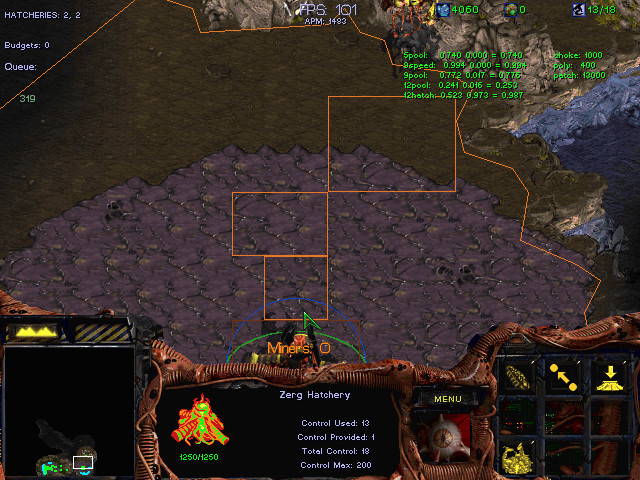 HATCHERIES: 2, 2
FPS: 101
APM: 1493
4060
0
13/18
Budgets: 0
Queue:
319
5pool: 0.740 0.000 = 0.740
9speed: 0.994 0.000 = 0.994
9pool: 0.772 0.017 = 0.776
12pool: 0.241 0.016 = 0.253
12hatch: 0.523 0.973 = 0.987
choke: 1000
poly: 400
patch: 13000
Miners: 0
Zerg Hatchery
MENU
Control Used: 13
Control Provided: 1
Total Control: 18
Control Max: 200
1250/1250